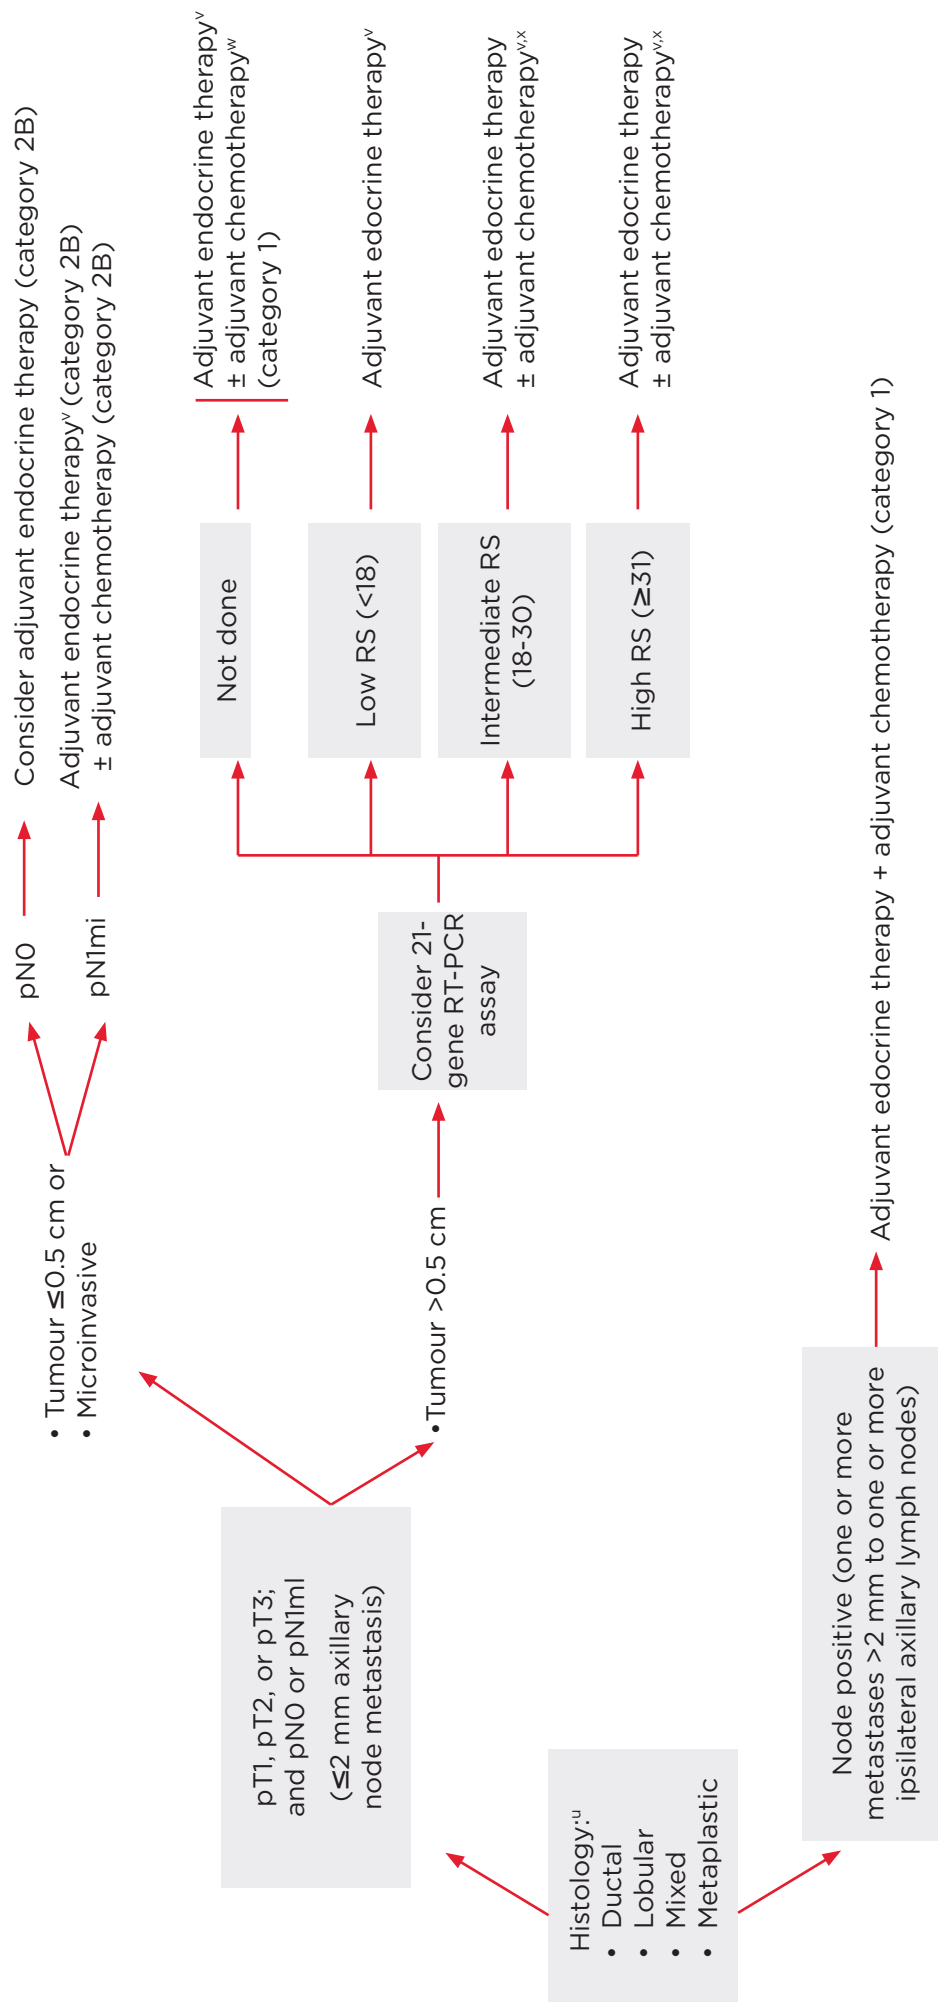 Histology:ᵘ
• Ductal
• Lobular
• Mixed
• Metaplastic
pT1, pT2, or pT3;
and pN0 or pN1ml
(≤2 mm axillary
node metastasis)
• Tumour ≤0.5 cm or
• Microinvasive
pN0
Consider adjuvant endocrine therapy (category 2B)
pN1mi
Adjuvant endocrine therapyᵛ (category 2B)
± adjuvant chemotherapy (category 2B)
•Tumour >0.5 cm
Consider 21-
gene RT-PCR
assay
Not done
Adjuvant endocrine therapyᵛ
± adjuvant chemotherapyʷ
(category 1)
Low RS (<18)
Adjuvant edocrine therapyᵛ
Intermediate RS
(18-30)
Adjuvant edocrine therapy
± adjuvant chemotherapyᵛ,ˣ
High RS (≥31)
Adjuvant edocrine therapy
± adjuvant chemotherapyᵛ,ˣ
Node positive (one or more
metastases >2 mm to one or more
ipsilateral axillary lymph nodes)
Adjuvant edocrine therapy + adjuvant chemotherapy (category 1)